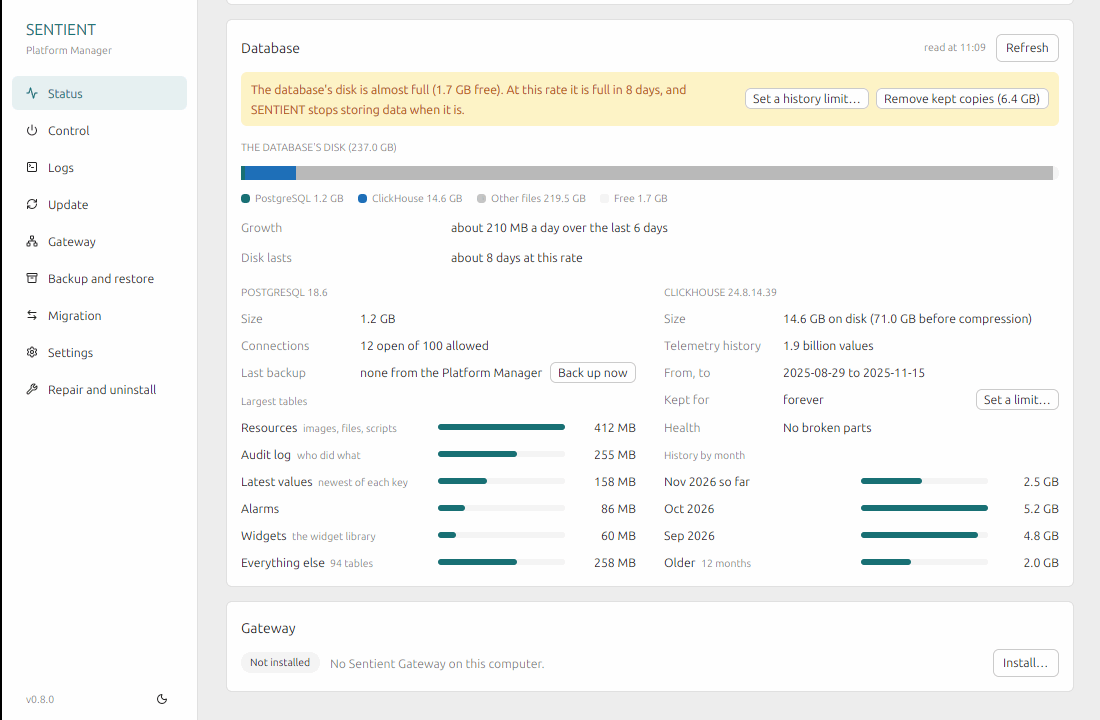 SENTIENT
Platform Manager
Status
Control
Logs
Update
Gateway
Backup and restore
Migration
Settings
Repair and uninstall
v0.8.0
Database
read at 11:09
Refresh
The database's disk is almost full (1.7 GB free). At this rate it is full in 8 days, and
SENTIENT stops storing data when it is.
Set a history limit...
Remove kept copies (6.4 GB)
THE DATABASE'S DISK (237.0 GB)
PostgreSQL 1.2 GB ClickHouse 14.6 GB Other files 219.5 GB Free 1.7 GB
Growth about 210 MB a day over the last 6 days
Disk lasts about 8 days at this rate
POSTGRESQL 18.6
Size 1.2 GB
Connections 12 open of 100 allowed
Last backup none from the Platform Manager Back up now
Largest tables
Resources images, files, scripts 412 MB
Audit log who did what 255 MB
Latest values newest of each key 158 MB
Alarms 86 MB
Widgets the widget library 60 MB
Everything else 94 tables 258 MB
CLICKHOUSE 24.8.14.39
Size 14.6 GB on disk (71.0 GB before compression)
Telemetry history 1.9 billion values
From, to 2025-08-29 to 2025-11-15
Kept for forever Set a limit...
Health No broken parts
History by month
Nov 2026 so far 2.5 GB
Oct 2026 5.2 GB
Sep 2026 4.8 GB
Older 12 months 2.0 GB
Gateway
Not installed No Sentient Gateway on this computer. Install...